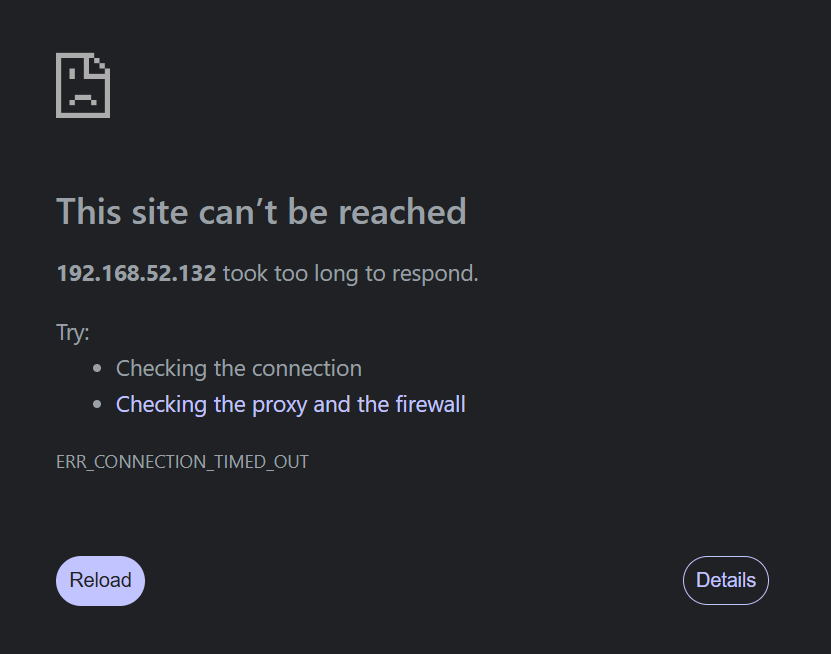 This site can’t be reached
192.168.52.132 took too long to respond.
Try:
Checking the connection
Checking the proxy and the firewall
ERR_CONNECTION_TIMED_OUT
Reload
Details